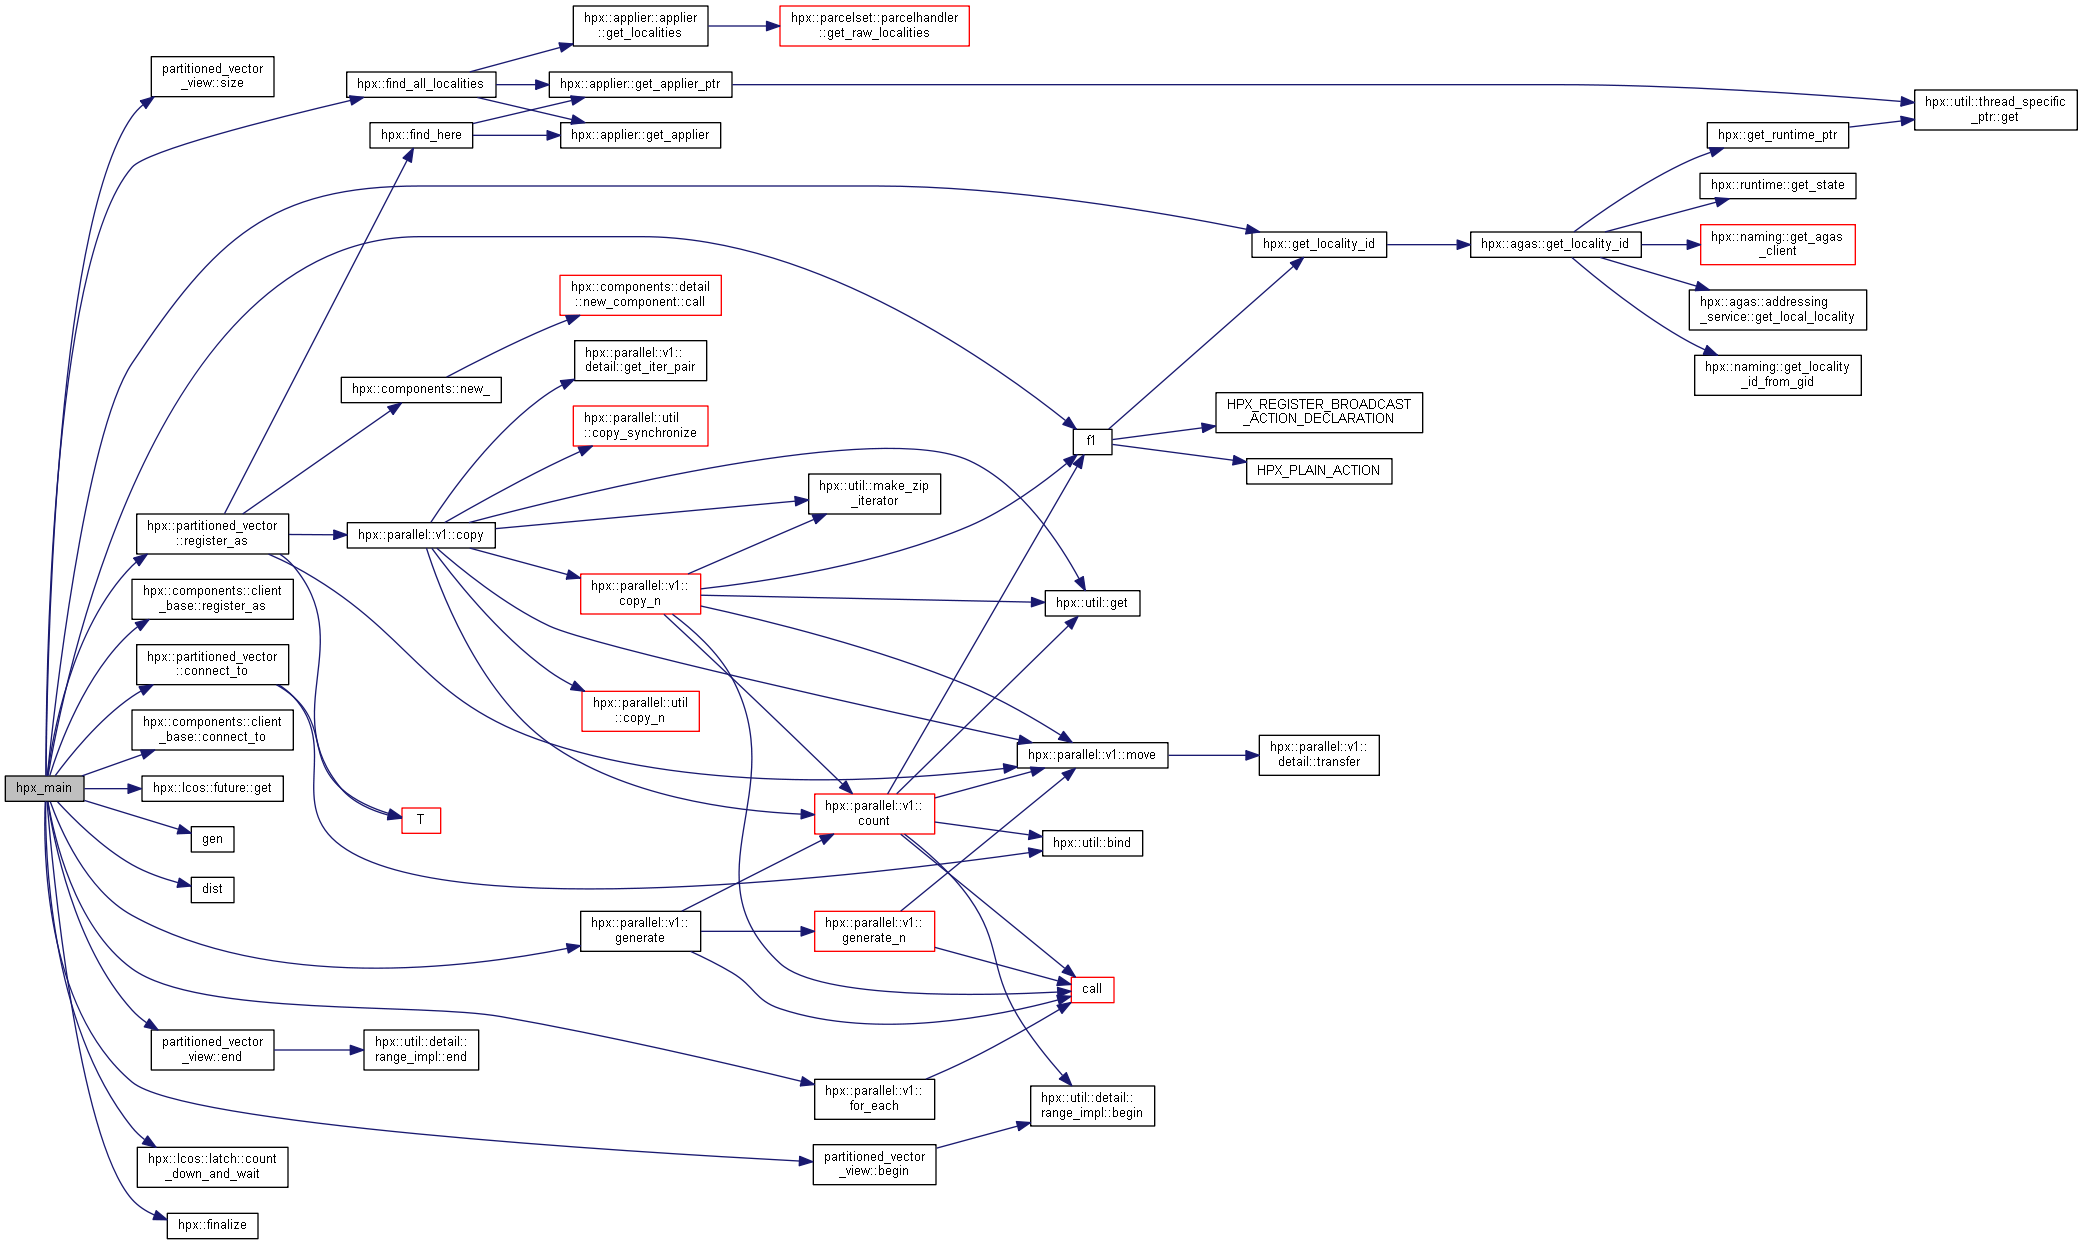 hpx_main
partitioned_vector
_view::size
hpx::find_all_localities
hpx::find_here
hpx::applier::applier
::get_localities
hpx::parcelset::parcelhandler
::get_raw_localities
hpx::applier::get_applier_ptr
hpx::applier::get_applier
hpx::util::thread_specific
_ptr::get
hpx::get_runtime_ptr
hpx::runtime::get_state
hpx::get_locality_id
hpx::agas::get_locality_id
hpx::naming::get_agas
_client
hpx::agas::addressing
_service::get_local_locality
hpx::naming::get_locality
_id_from_gid
hpx::components::detail
::new_component::call
hpx::components::new_
hpx::parallel::v1::
detail::get_iter_pair
hpx::parallel::util
::copy_synchronize
HPX_REGISTER_BROADCAST
_ACTION_DECLARATION
f1
HPX_PLAIN_ACTION
hpx::util::make_zip
_iterator
hpx::partitioned_vector
::register_as
hpx::parallel::v1::copy
hpx::components::client
_base::register_as
hpx::parallel::v1::
copy_n
hpx::util::get
hpx::partitioned_vector
::connect_to
hpx::parallel::util
::copy_n
hpx::components::client
_base::connect_to
hpx::parallel::v1::move
hpx::parallel::v1::
detail::transfer
hpx::lcos::future::get
T
hpx::parallel::v1::
count
gen
hpx::util::bind
dist
hpx::parallel::v1::
generate
hpx::parallel::v1::
generate_n
call
partitioned_vector
_view::end
hpx::util::detail::
range_impl::end
hpx::parallel::v1::
for_each
hpx::util::detail::
range_impl::begin
hpx::lcos::latch::count
_down_and_wait
partitioned_vector
_view::begin
hpx::finalize